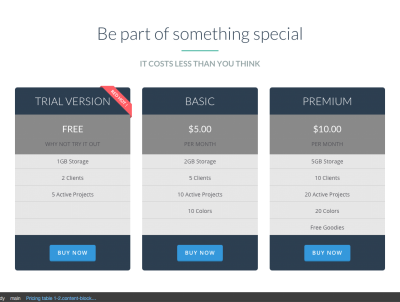 Be part of something special
IT COSTS LESS THAN YOU THINK
TRIAL VERSION
FREE
WHY NOT TRY IT OUT
1GB Storage
2 Clients
5 Active Projects
BUY NOW
BASIC
$5.00
PER MONTH
2GB Storage
5 Clients
10 Active Projects
10 Colors
BUY NOW
PREMIUM
$10.00
PER MONTH
5GB Storage
10 Clients
20 Active Projects
20 Colors
Free Goodies
BUY NOW
dy main Pricing table 1-3.content-block...